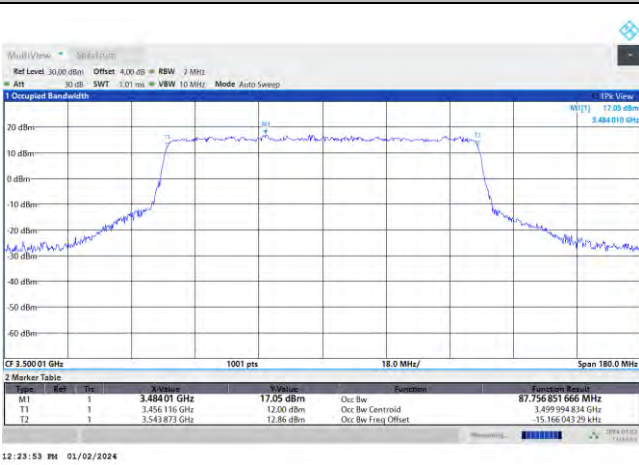 MultiView Spectrum
Ref Level 30.00 dBm Offset 4.00 dB RBW 2 MHz
Att 30 dB SWT 1.01 ms VBW 10 MHz Mode Auto Sweep
1 Occupied Bandwidth 1Pk View
M1[1] 17.05 dBm
3.484 010 GHz
M1
T1 T2
20 dBm
10 dBm
0 dBm
-10 dBm
-20 dBm
-30 dBm
-40 dBm
-50 dBm
-60 dBm
CF 3.500 01 GHz 1001 pts 18.0 MHz/ Span 180.0 MHz
2 Marker Table
Type Ref Trc X-Value Y-Value Function Function Result
M1 1 3.484 01 GHz 17.05 dBm Occ Bw 87.756 851 666 MHz
T1 1 3.456 116 GHz 12.00 dBm Occ Bw Centroid 3.499 994 834 GHz
T2 1 3.543 873 GHz 12.86 dBm Occ Bw Freq Offset -15.166 043 29 kHz
Measuring...
12:23:53 PM 01/02/2024